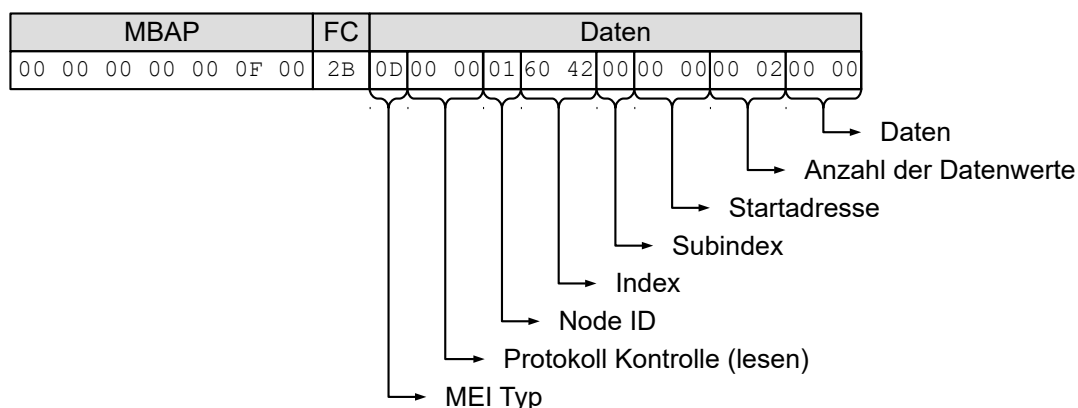 MBAP FC Daten
00 00 00 00 00 0F 00 2B 0D 00 00 01 60 42 00 00 00 00 02 00 00
Daten
Anzahl der Datenwerte
Startadresse
Subindex
Index
Node ID
Protokoll Kontrolle (lesen)
MEI Typ